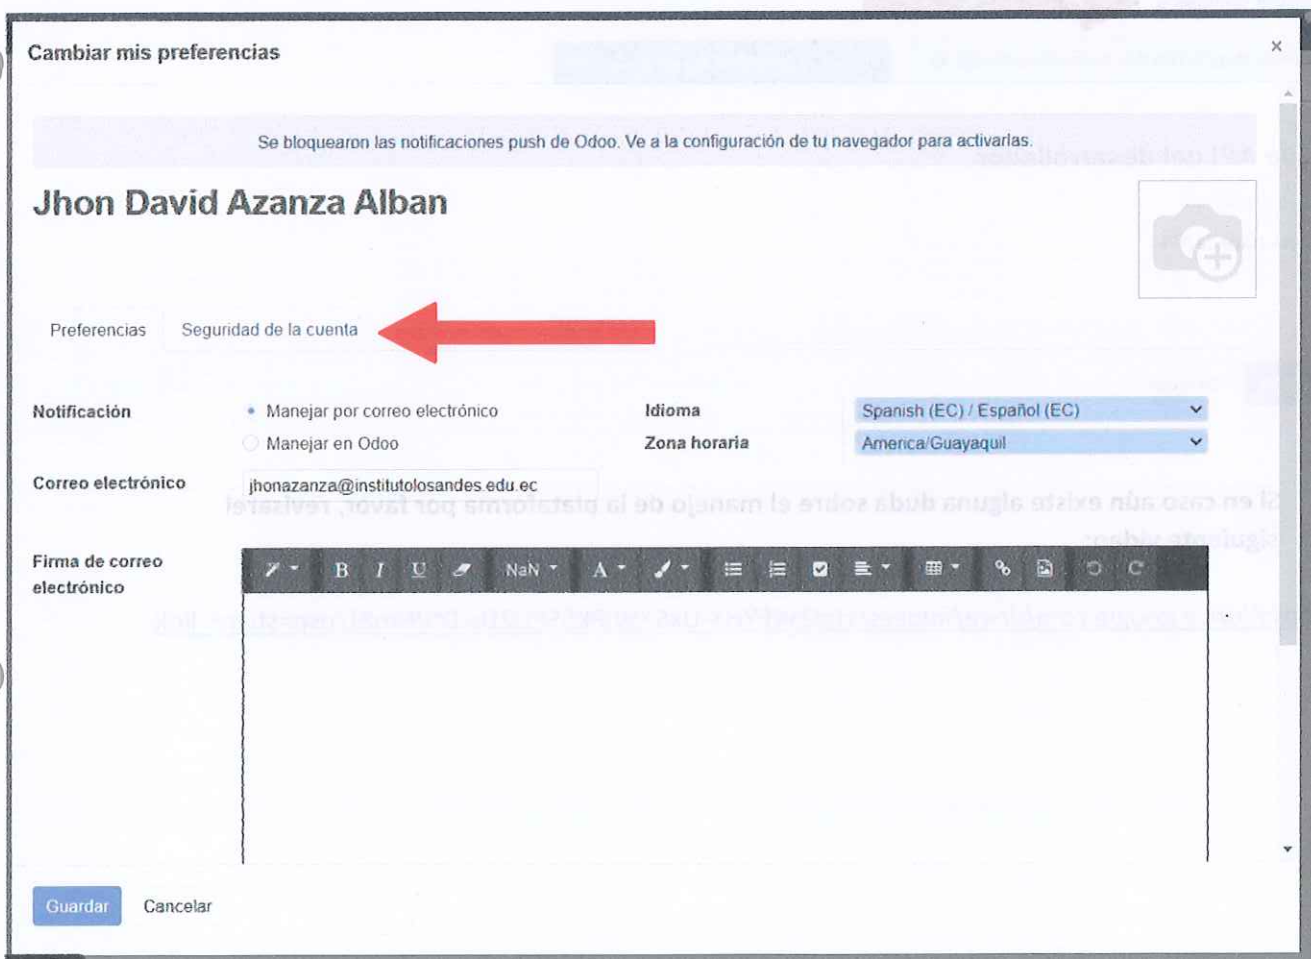 Cambiar mis preferencias ×
Se bloquearon las notificaciones push de Odoo. Ve a la configuración de tu navegador para activarlas.
Jhon David Azanza Alban
Preferencias Seguridad de la cuenta
Notificación Manejar por correo electrónico Idioma Spanish (EC) / Español (EC)
Manejar en Odoo Zona horaria America/Guayaquil
Correo electrónico jhonazanza@institutolosandes.edu.ec
Firma de correo
electrónico
B I U NaN A
Guardar Cancelar